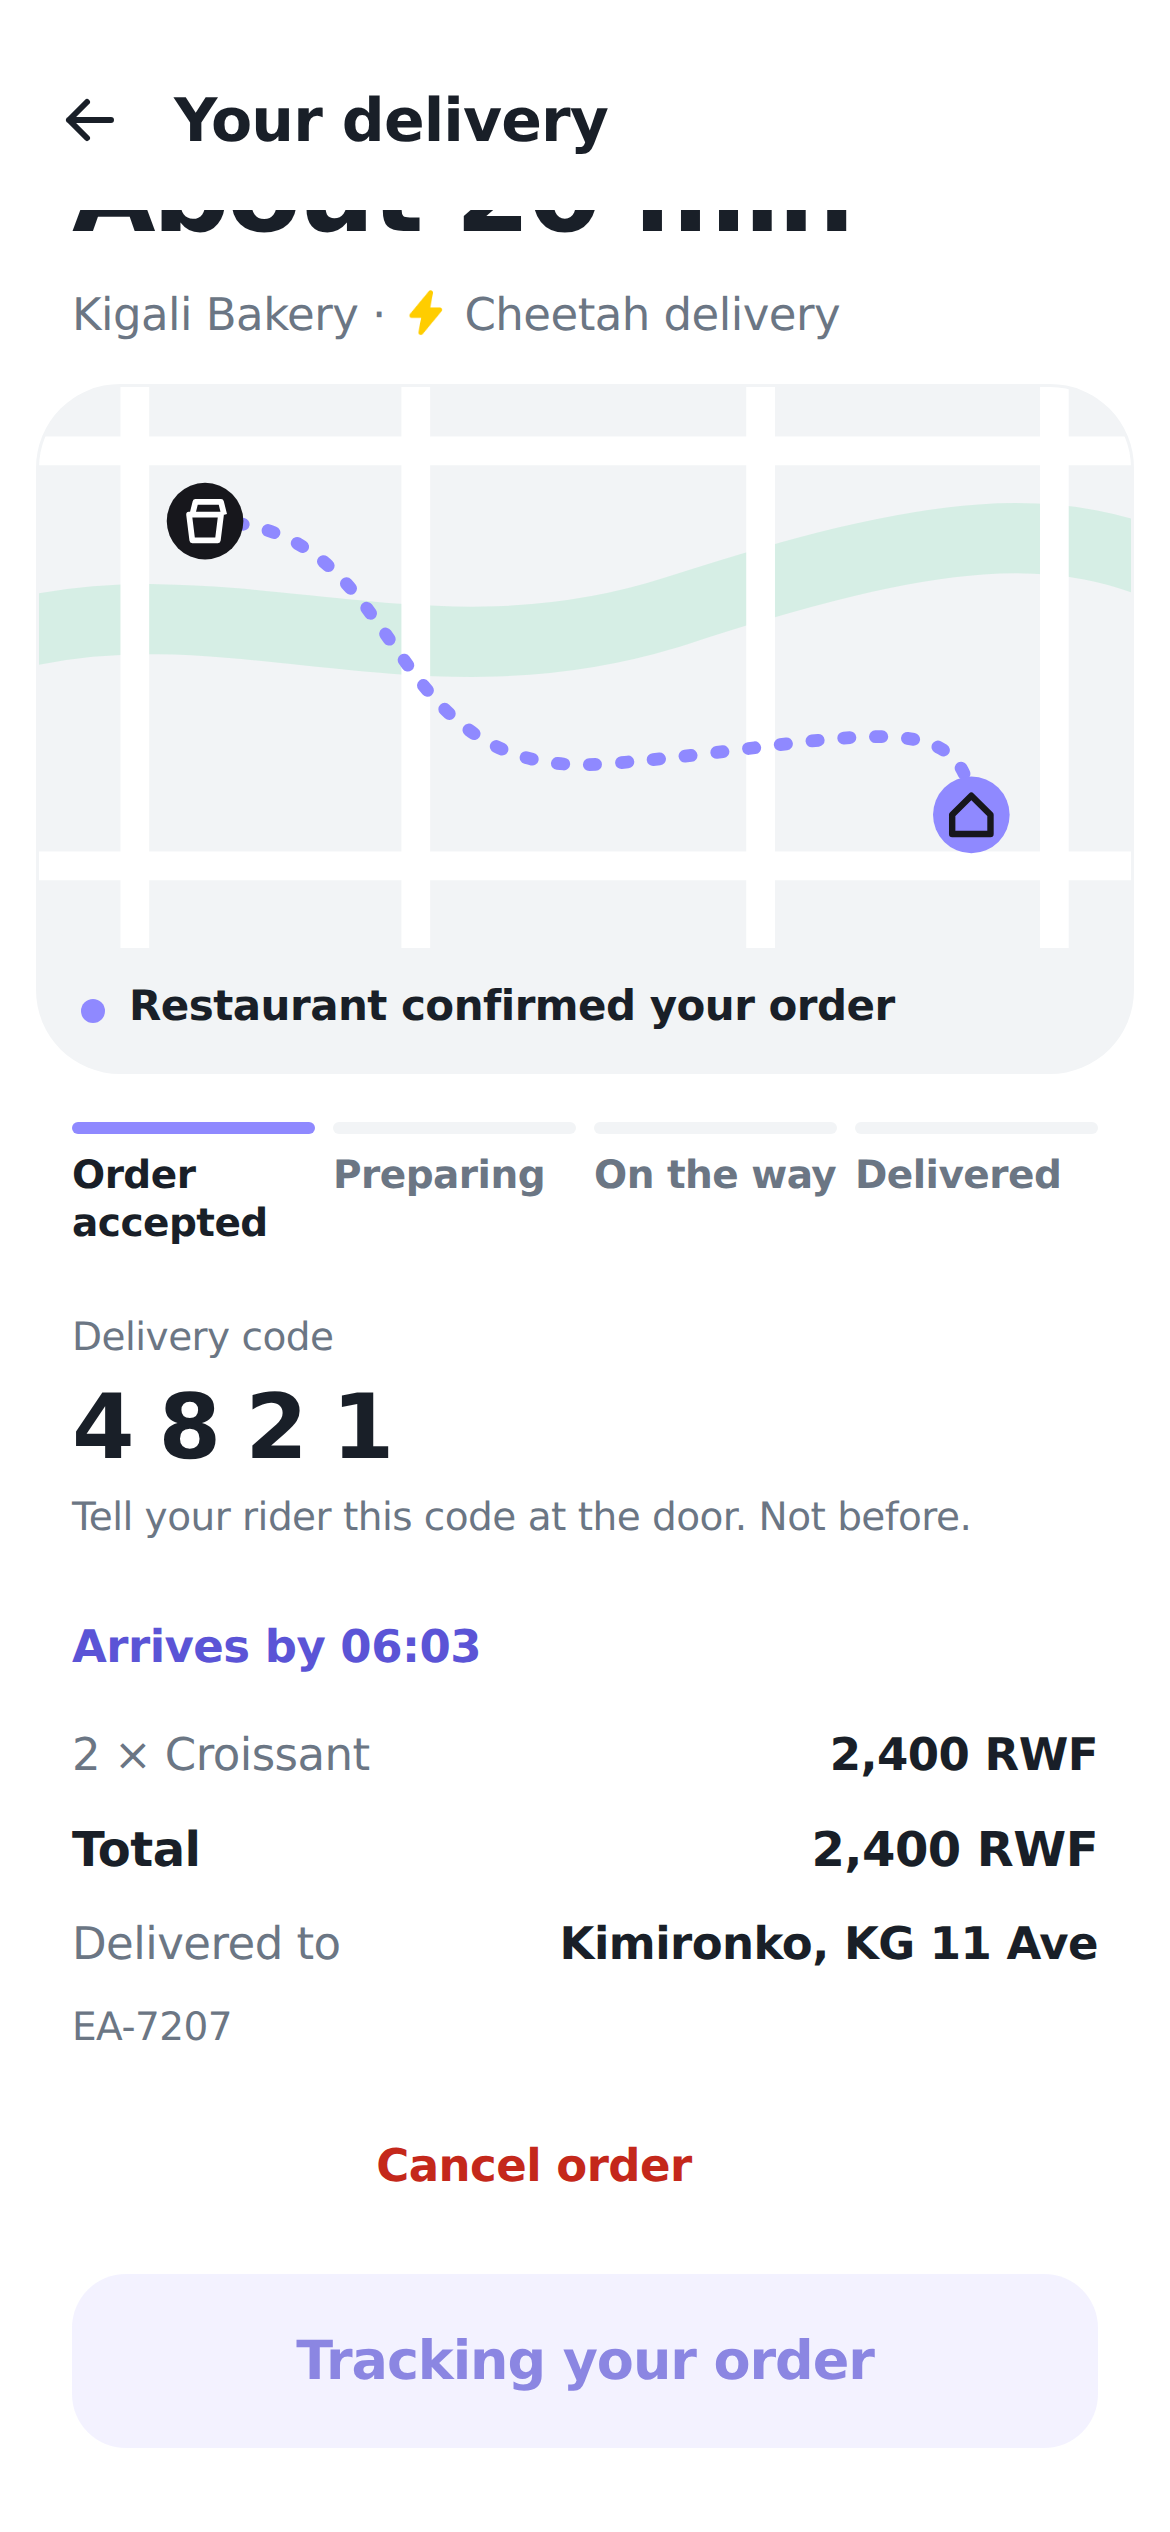 Your delivery
About 20 min
Kigali Bakery · Cheetah delivery
Restaurant confirmed your order
Order accepted
Preparing
On the way
Delivered
Delivery code
4 8 2 1
Tell your rider this code at the door. Not before.
Arrives by 06:03
2 × Croissant 2,400 RWF
Total 2,400 RWF
Delivered to Kimironko, KG 11 Ave
EA-7207
Cancel order
Tracking your order